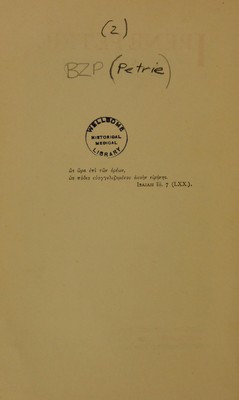 (2)
BZP (Petrie)
WELLCOME
HISTORICAL
MEDICAL
LIBRARY
ὡς ὥρα ἐπὶ τῶν ὀρέων,
ὡς πόδες εὐαγγελιζομένου ἀκοὴν εἰρήνης.
ISAIAH 52. 7 (LXX.).